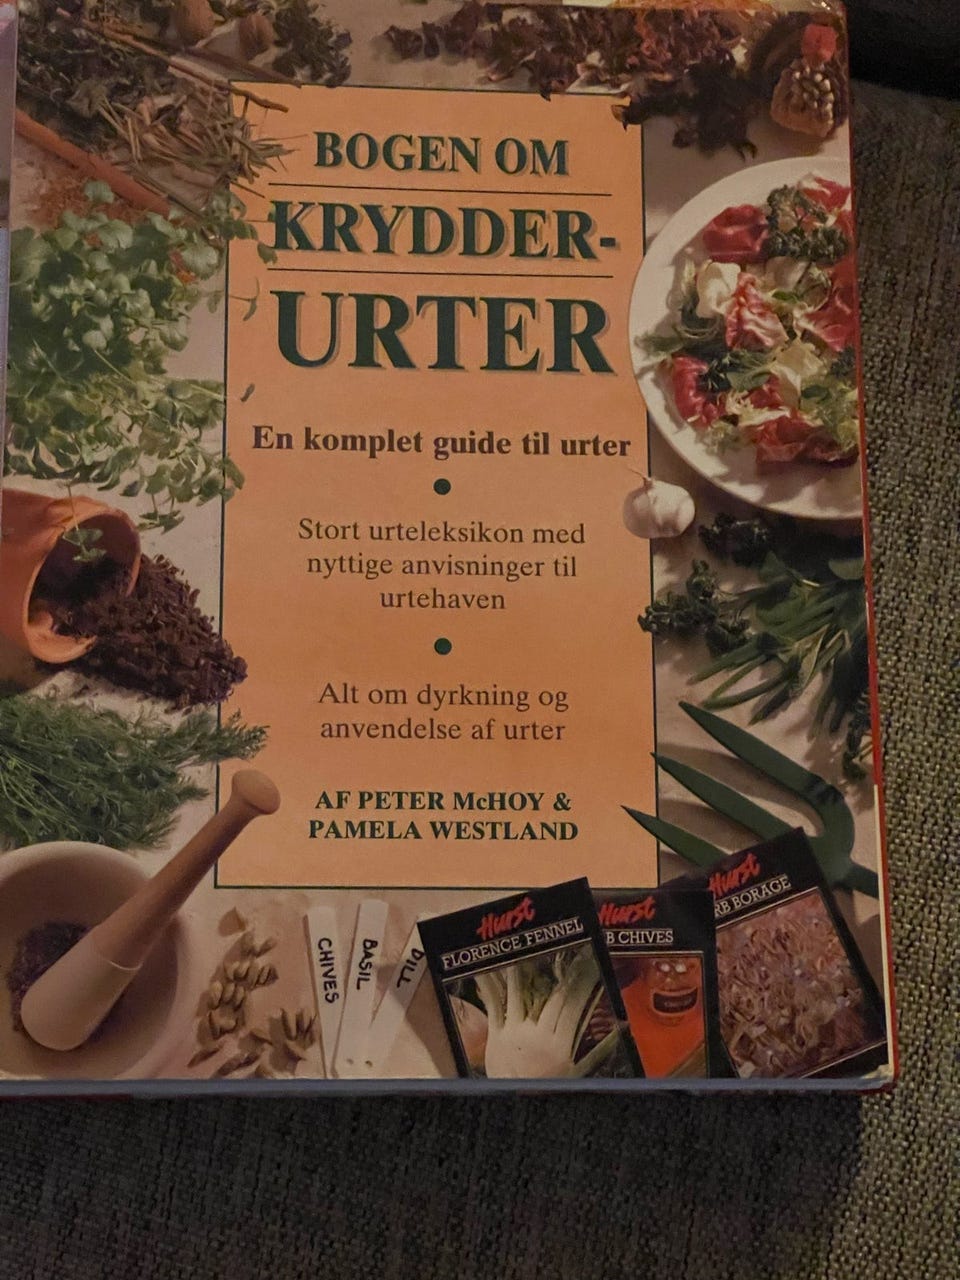 BOGEN OM
KRYDDER-
URTER
En komplet guide til urter
Stort urteleksikon med
nyttige anvisninger til
urtehaven
Alt om dyrkning og
anvendelse af urter
AF PETER McHOY &
PAMELA WESTLAND
CHIVES
BASIL
DILL
Hurst
FLORENCE FENNEL
Hurst
B CHIVES
Hurst
RB BORAGE